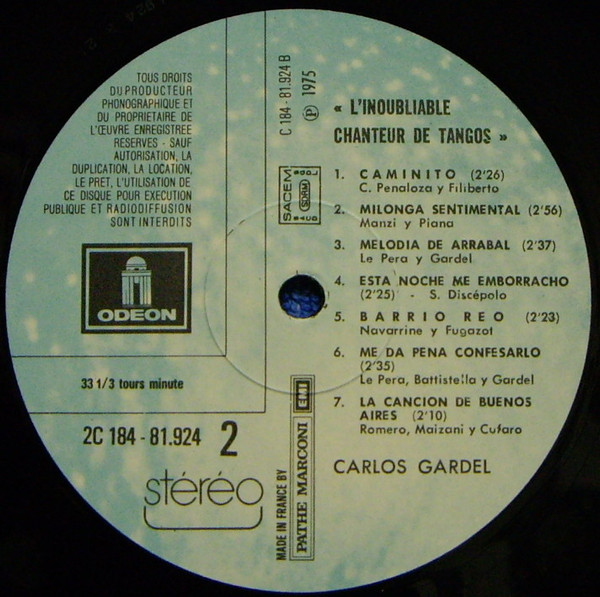 TOUS DROITS
DU PRODUCTEUR
PHONOGRAPHIQUE ET
DU PROPRIETAIRE DE
L'ŒUVRE ENREGISTREE
RESERVES - SAUF
AUTORISATION, LA
DUPLICATION, LA LOCATION,
LE PRET, L'UTILISATION DE
CE DISQUE POUR EXECUTION
PUBLIQUE ET RADIODIFFUSION
SONT INTERDITS
ODEON
33 1/3 tours minute
2C 184 - 81.924 2
stéréo
C 184 - 81.924 B
Ⓟ 1975
SACEM
SDRM
MADE IN FRANCE BY
PATHE MARCONI EMI
« L'INOUBLIABLE
CHANTEUR DE TANGOS »
1. CAMINITO (2'26)
C. Penaloza y Filiberto
2. MILONGA SENTIMENTAL (2'56)
Manzi y Piana
3. MELODIA DE ARRABAL (2'37)
Le Pera y Gardel
4. ESTA NOCHE ME EMBORRACHO
(2'25) - S. Discépolo
5. BARRIO REO (2'23)
Navarrine y Fugazot
6. ME DA PENA CONFESARLO
(2'35)
Le Pera, Battistella y Gardel
7. LA CANCION DE BUENOS
AIRES (2'10)
Romero, Maizani y Cufaro
CARLOS GARDEL